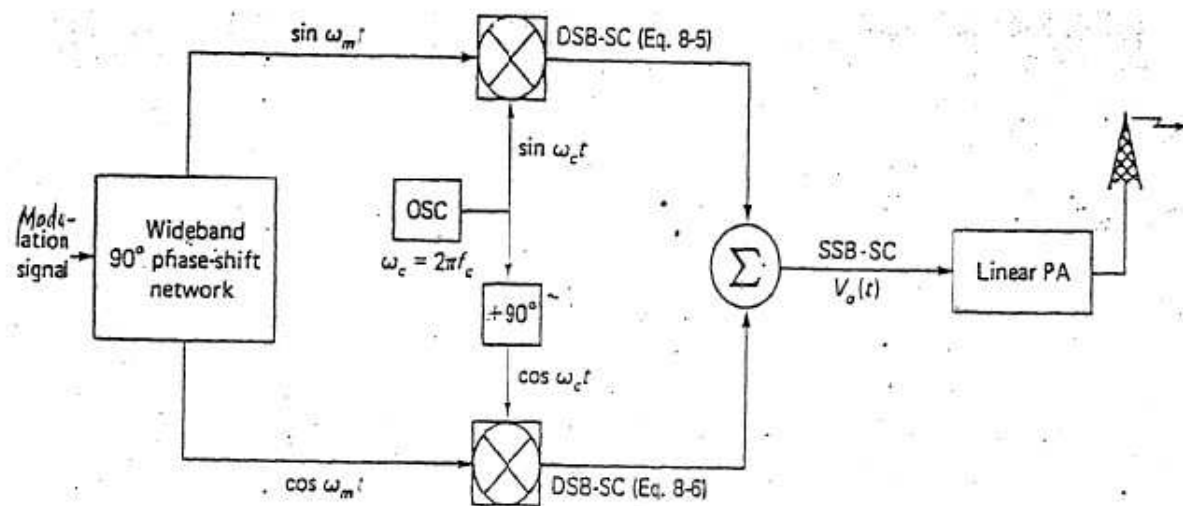 sin ω_m t
DSB-SC (Eq. 8-5)
sin ω_c t
OSC
ω_c = 2πf_c
Modu-
lation
signal
Wideband
90° phase-shift
network
+90°
cos ω_c t
Σ
SSB-SC
V_o(t)
Linear PA
cos ω_m t
DSB-SC (Eq. 8-6)